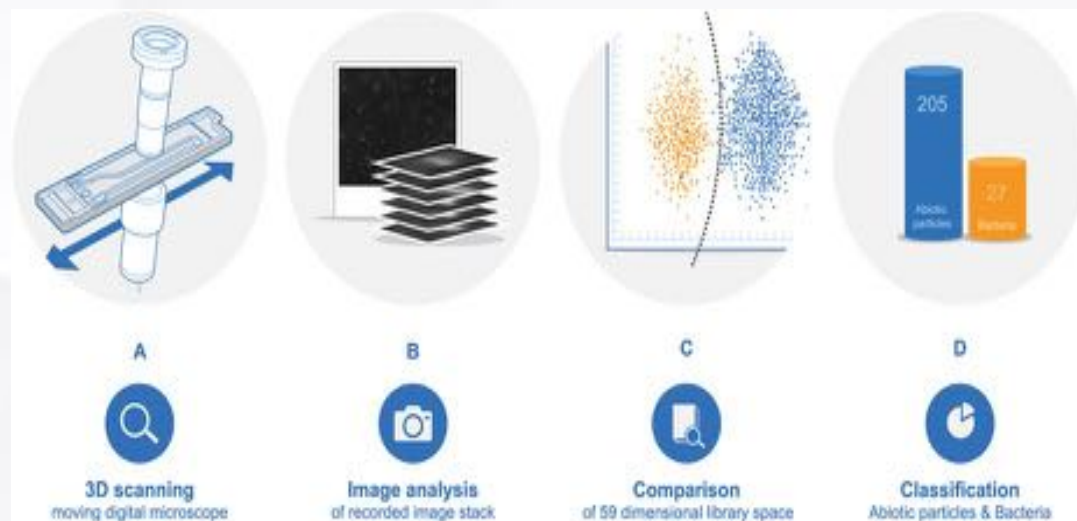 205
Abiotic
particles
27
Bacteria
A
B
C
D
3D scanning
moving digital microscope
Image analysis
of recorded image stack
Comparison
of 59 dimensional library space
Classification
Abiotic particles & Bacteria